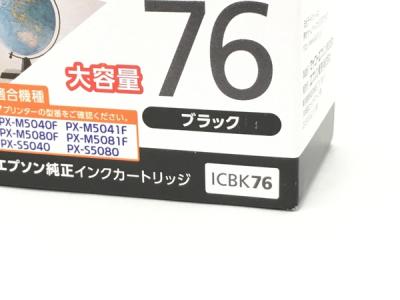 76
大容量
適合機種
プリンターの型番をご確認ください。
PX-M5040F PX-M5041F
PX-M5080F PX-M5081F
PX-S5040 PX-S5080
ブラック
エプソン純正インクカートリッジ
ICBK76